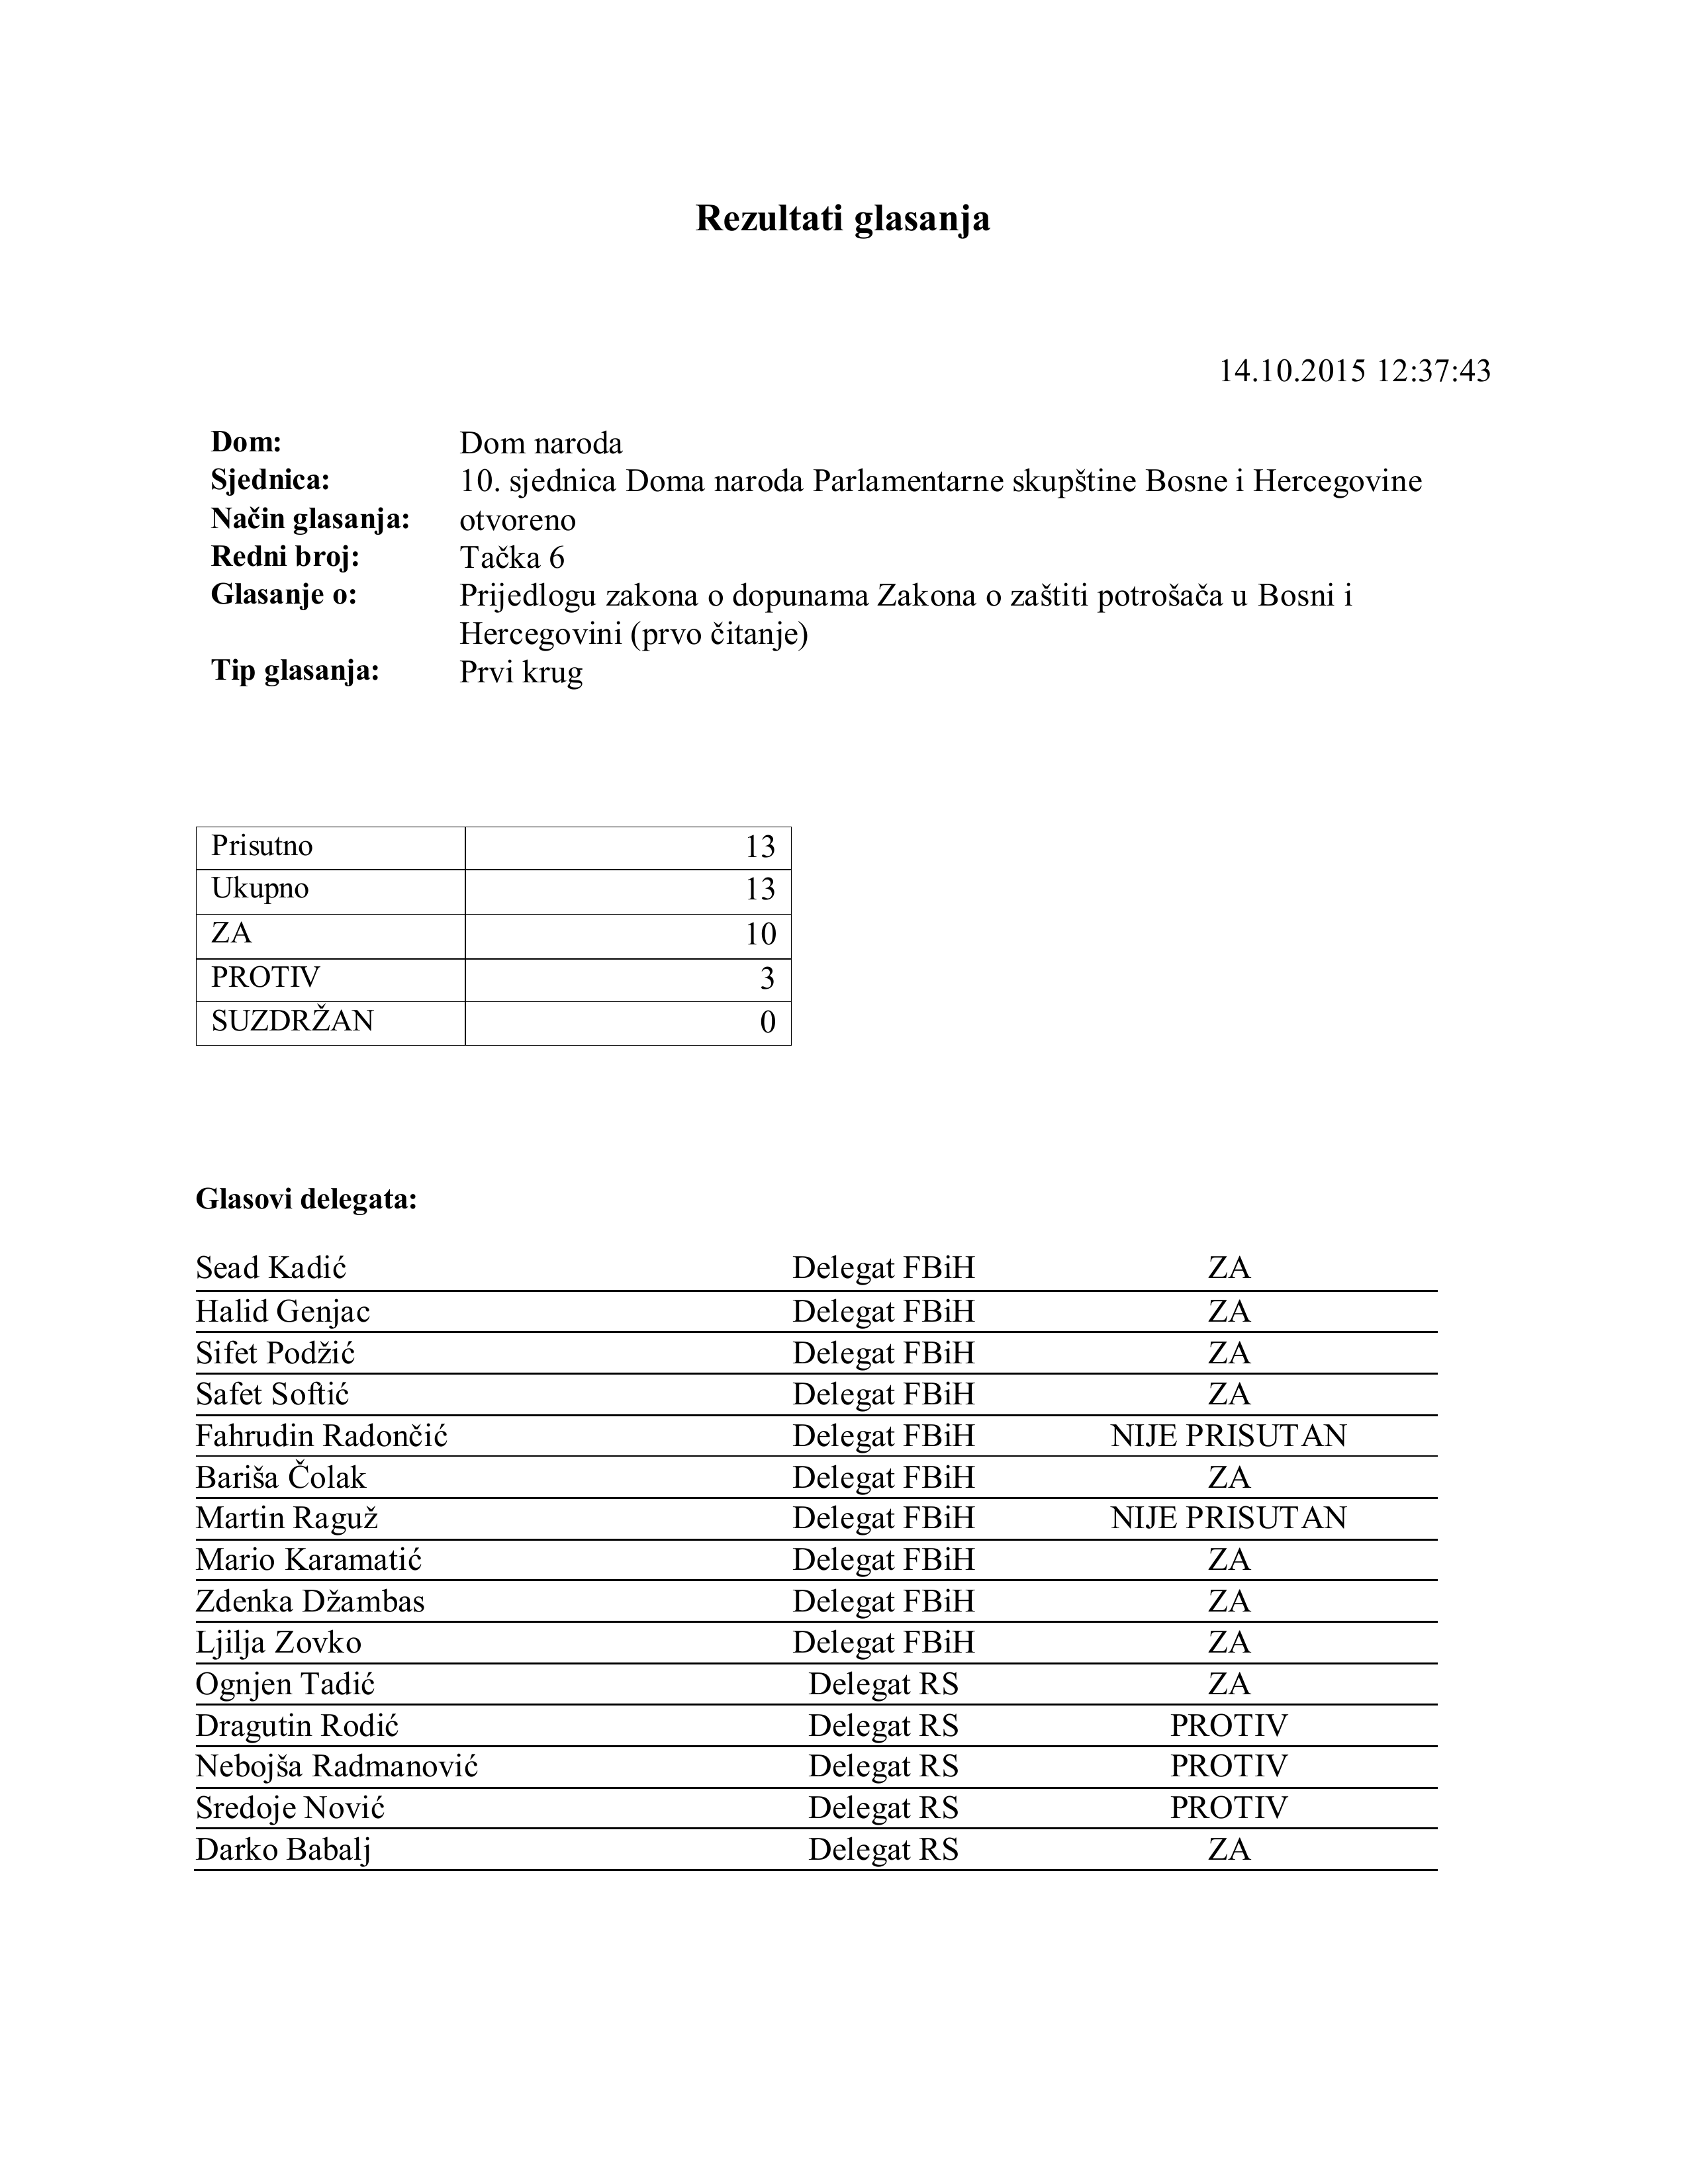 Rezultati glasanja
14.10.2015 12:37:43
Dom: Dom naroda
Sjednica: 10. sjednica Doma naroda Parlamentarne skupštine Bosne i Hercegovine
Način glasanja: otvoreno
Redni broj: Tačka 6
Glasanje o: Prijedlogu zakona o dopunama Zakona o zaštiti potrošača u Bosni i
Hercegovini (prvo čitanje)
Tip glasanja: Prvi krug
Prisutno 13
Ukupno 13
ZA 10
PROTIV 3
SUZDRŽAN 0
Glasovi delegata:
Sead Kadić Delegat FBiH ZA
Halid Genjac Delegat FBiH ZA
Sifet Podžić Delegat FBiH ZA
Safet Softić Delegat FBiH ZA
Fahrudin Radončić Delegat FBiH NIJE PRISUTAN
Bariša Čolak Delegat FBiH ZA
Martin Raguž Delegat FBiH NIJE PRISUTAN
Mario Karamatić Delegat FBiH ZA
Zdenka Džambas Delegat FBiH ZA
Ljilja Zovko Delegat FBiH ZA
Ognjen Tadić Delegat RS ZA
Dragutin Rodić Delegat RS PROTIV
Nebojša Radmanović Delegat RS PROTIV
Sredoje Nović Delegat RS PROTIV
Darko Babalj Delegat RS ZA